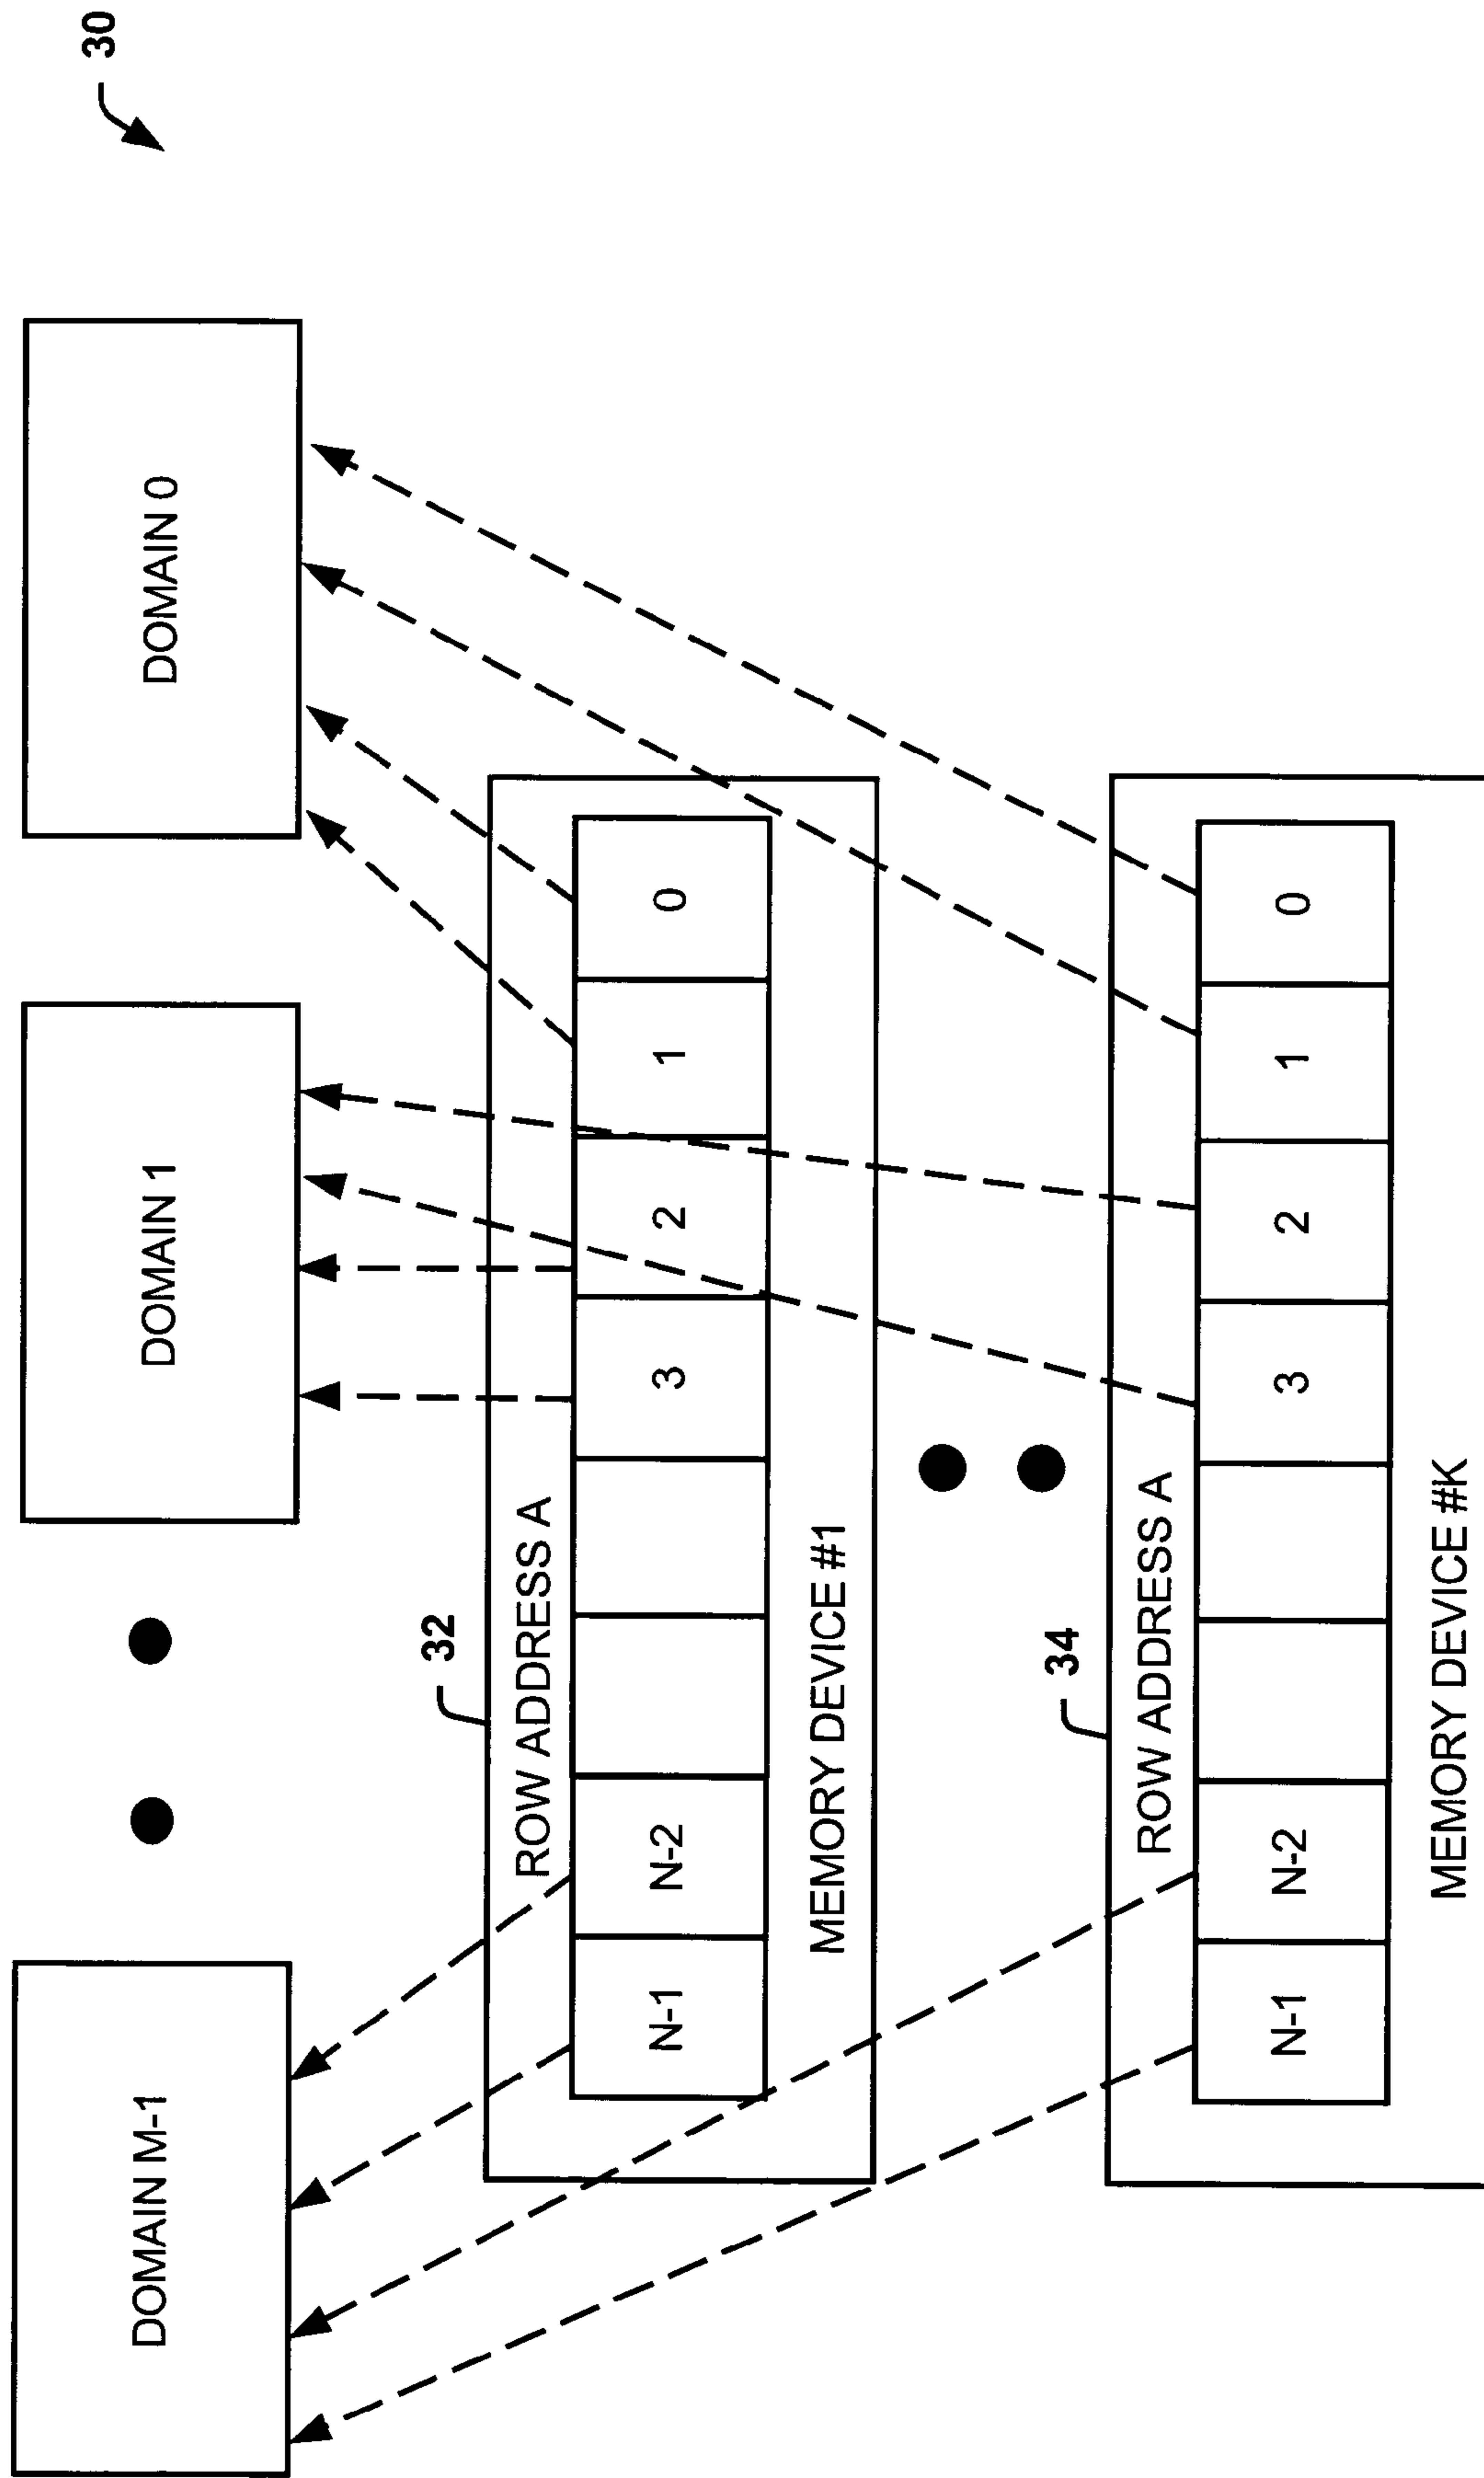 30
DOMAIN M-1
DOMAIN 1
DOMAIN 0
32
ROW ADDRESS A
N-1 N-2 3 2 1 0
MEMORY DEVICE #1
34
ROW ADDRESS A
N-1 N-2 3 2 1 0
MEMORY DEVICE #K